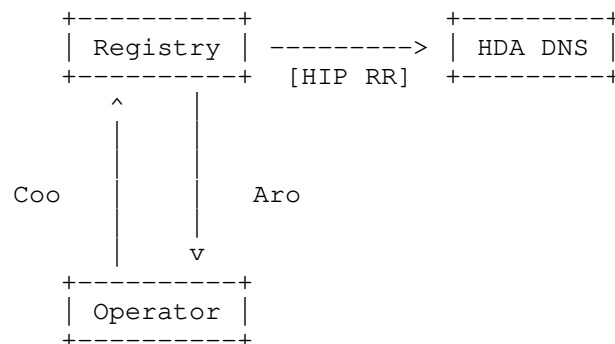 Registry
HDA DNS
[HIP RR]
Coo
Aro
Operator